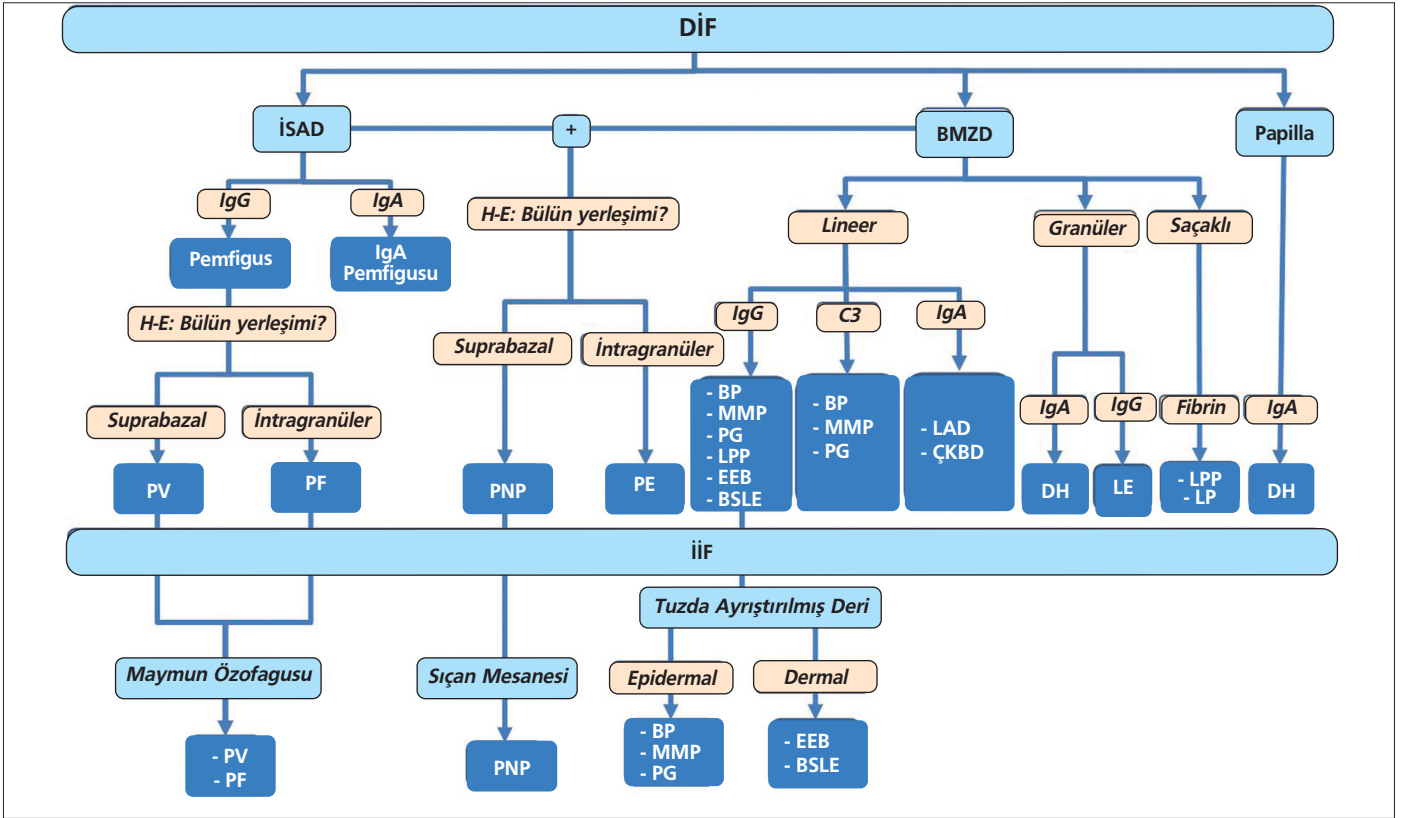 DİF
İSAD
+
BMZD
Papilla
IgG
IgA
H-E: Bülün yerleşimi?
Lineer
Granüler
Saçaklı
Pemfigus
IgA
Pemfigusu
H-E: Bülün yerleşimi?
IgG
C3
IgA
Suprabazal
İntragranüler
- BP
- MMP
- PG
- LPP
- EEB
- BSLE
- BP
- MMP
- PG
- LAD
- ÇKBD
Suprabazal
İntragranüler
IgA
IgG
Fibrin
IgA
PV
PF
PNP
PE
DH
LE
- LPP
- LP
DH
İİF
Tuzda Ayrıştırılmış Deri
Maymun Özofagusu
Sıçan Mesanesi
Epidermal
Dermal
- PV
- PF
PNP
- BP
- MMP
- PG
- EEB
- BSLE